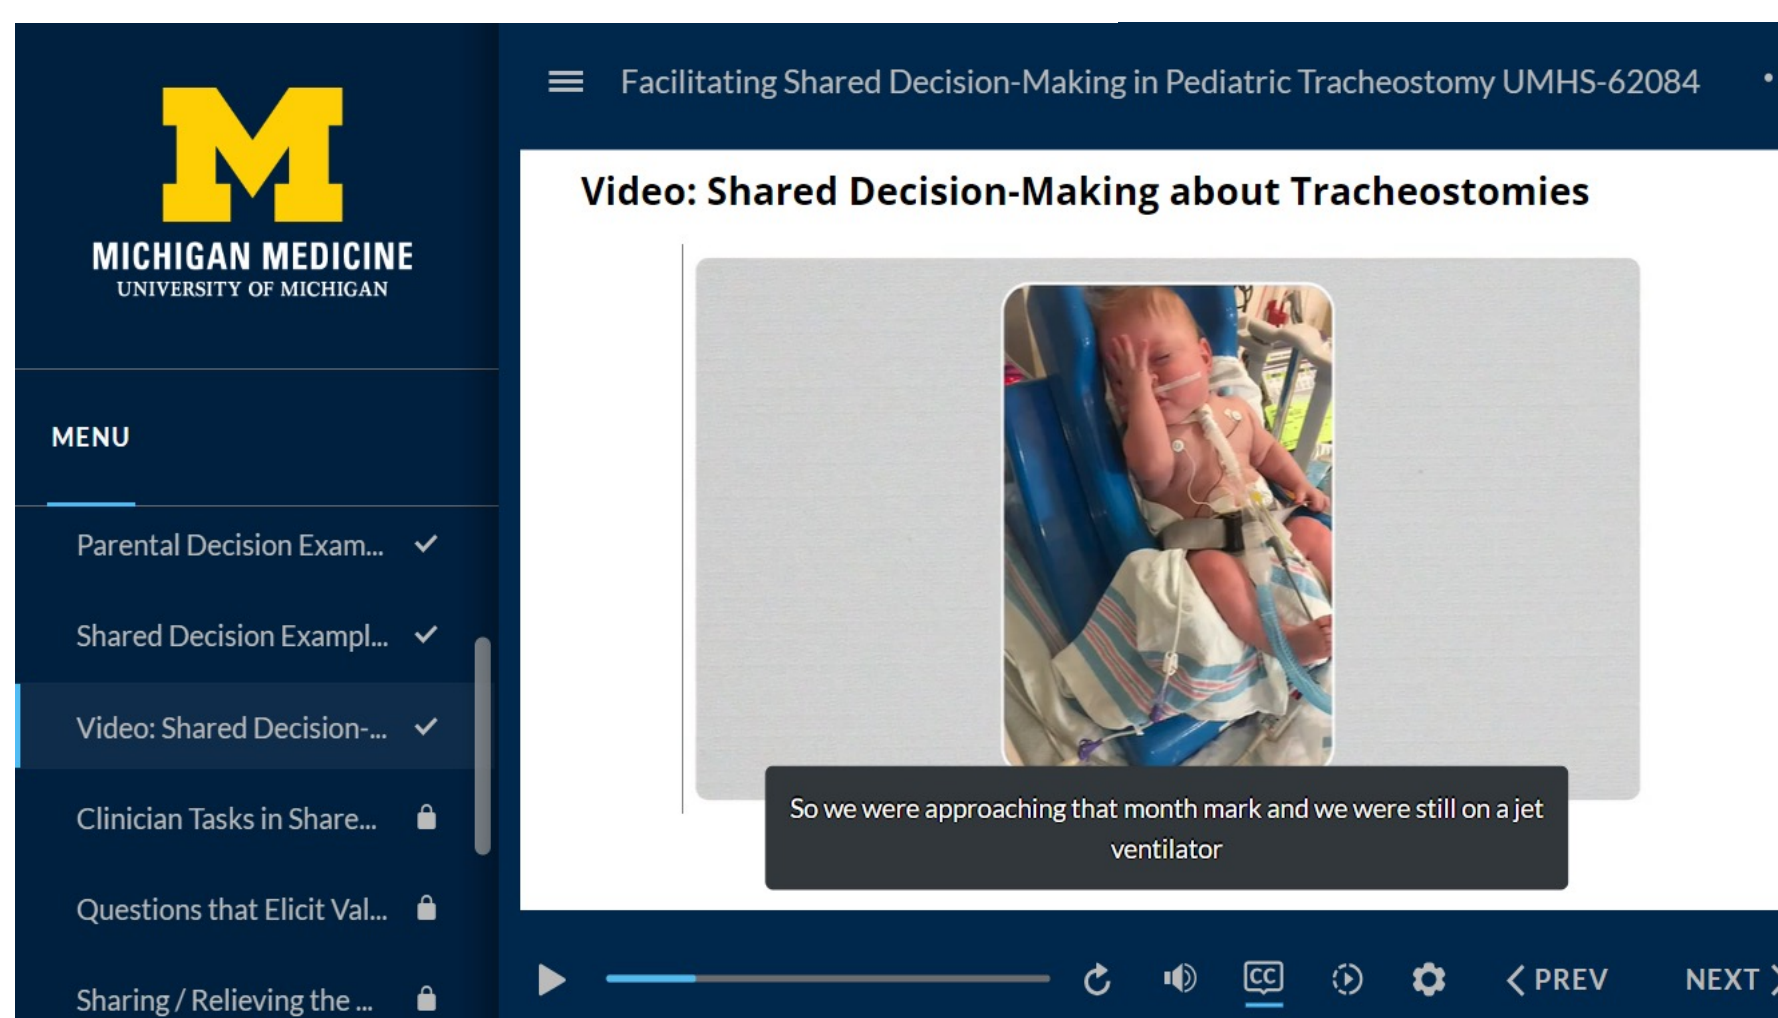 MICHIGAN MEDICINE
UNIVERSITY OF MICHIGAN
MENU
Parental Decision Exam...
Shared Decision Exampl...
Video: Shared Decision-...
Clinician Tasks in Share...
Questions that Elicit Val...
Sharing / Relieving the ...
Facilitating Shared Decision-Making in Pediatric Tracheostomy UMHS-62084
Video: Shared Decision-Making about Tracheostomies
So we were approaching that month mark and we were still on a jet
ventilator
CC
PREV
NEXT